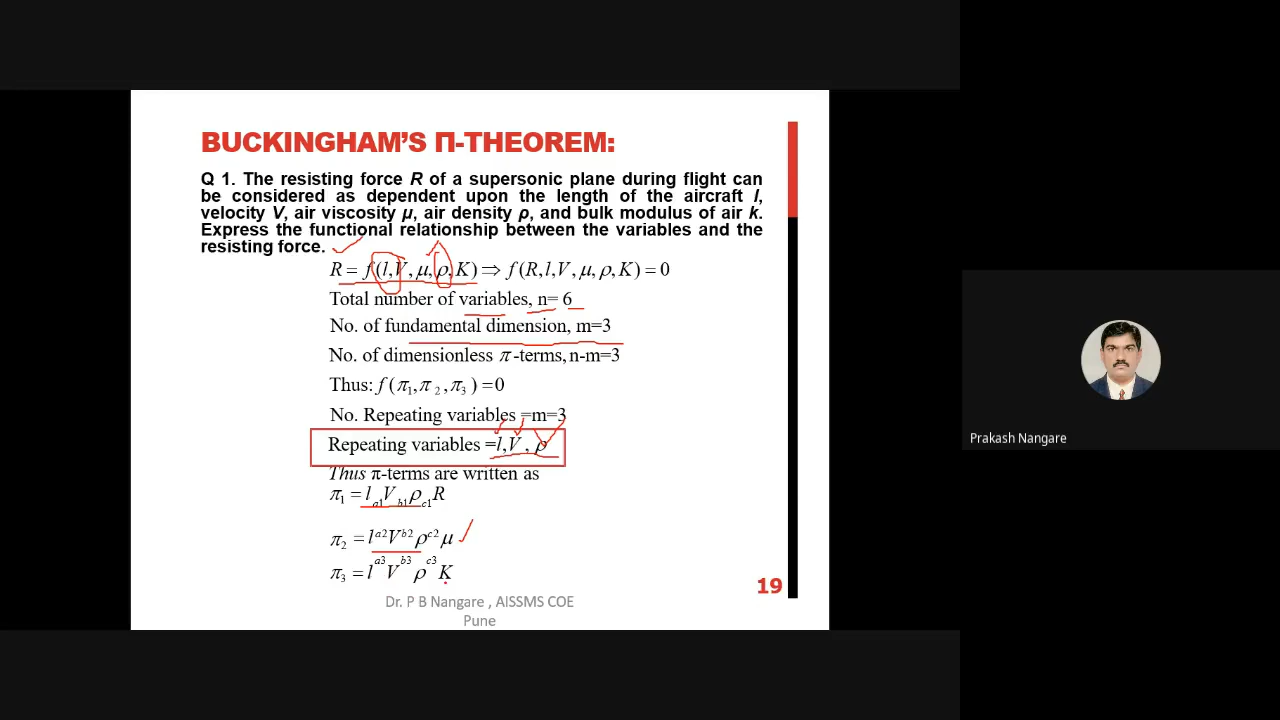 BUCKINGHAM'S Π-THEOREM:
Q 1. The resisting force R of a supersonic plane during flight can
be considered as dependent upon the length of the aircraft l,
velocity V, air viscosity μ, air density ρ, and bulk modulus of air k.
Express the functional relationship between the variables and the
resisting force.
R = f(l,V,μ,ρ,K) ⇒ f(R,l,V,μ,ρ,K) = 0
Total number of variables, n= 6
No. of fundamental dimension, m=3
No. of dimensionless π -terms, n-m=3
Thus: f(π₁,π₂,π₃) = 0
No. Repeating variables =m=3
Repeating variables =l,V,ρ
Thus π-terms are written as
π₁ = l_{a1}V_{b1}ρ_{c1}R
π₂ = l^{a2}V^{b2}ρ^{c2}μ
π₃ = l^{a3}V^{b3}ρ^{c3}K
19
Dr. P B Nangare , AISSMS COE
Pune
Prakash Nangare